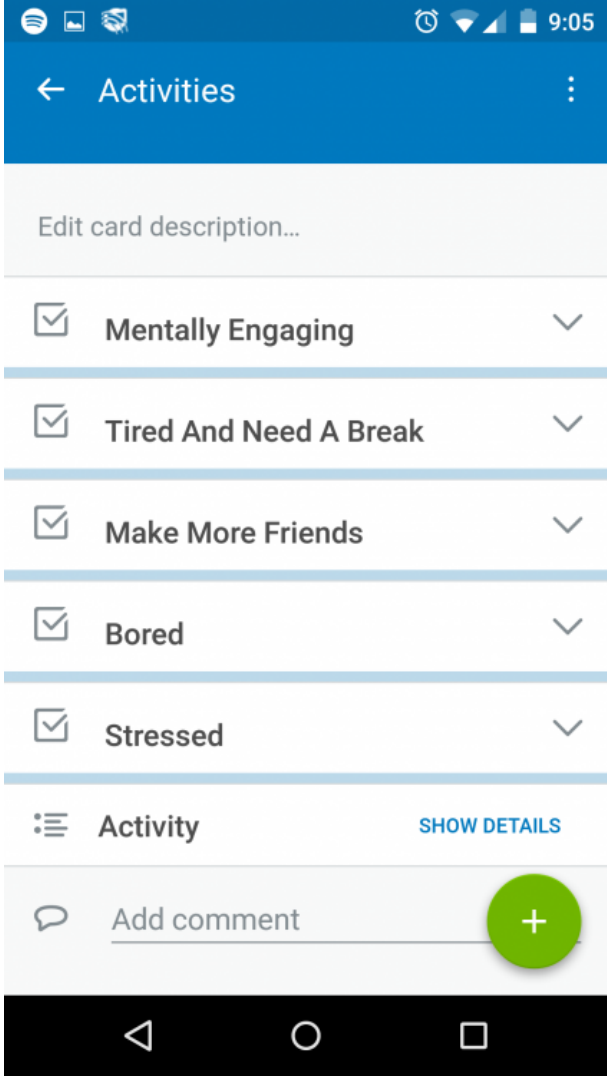 9:05
Activities
Edit card description...
Mentally Engaging
Tired And Need A Break
Make More Friends
Bored
Stressed
Activity SHOW DETAILS
Add comment
+